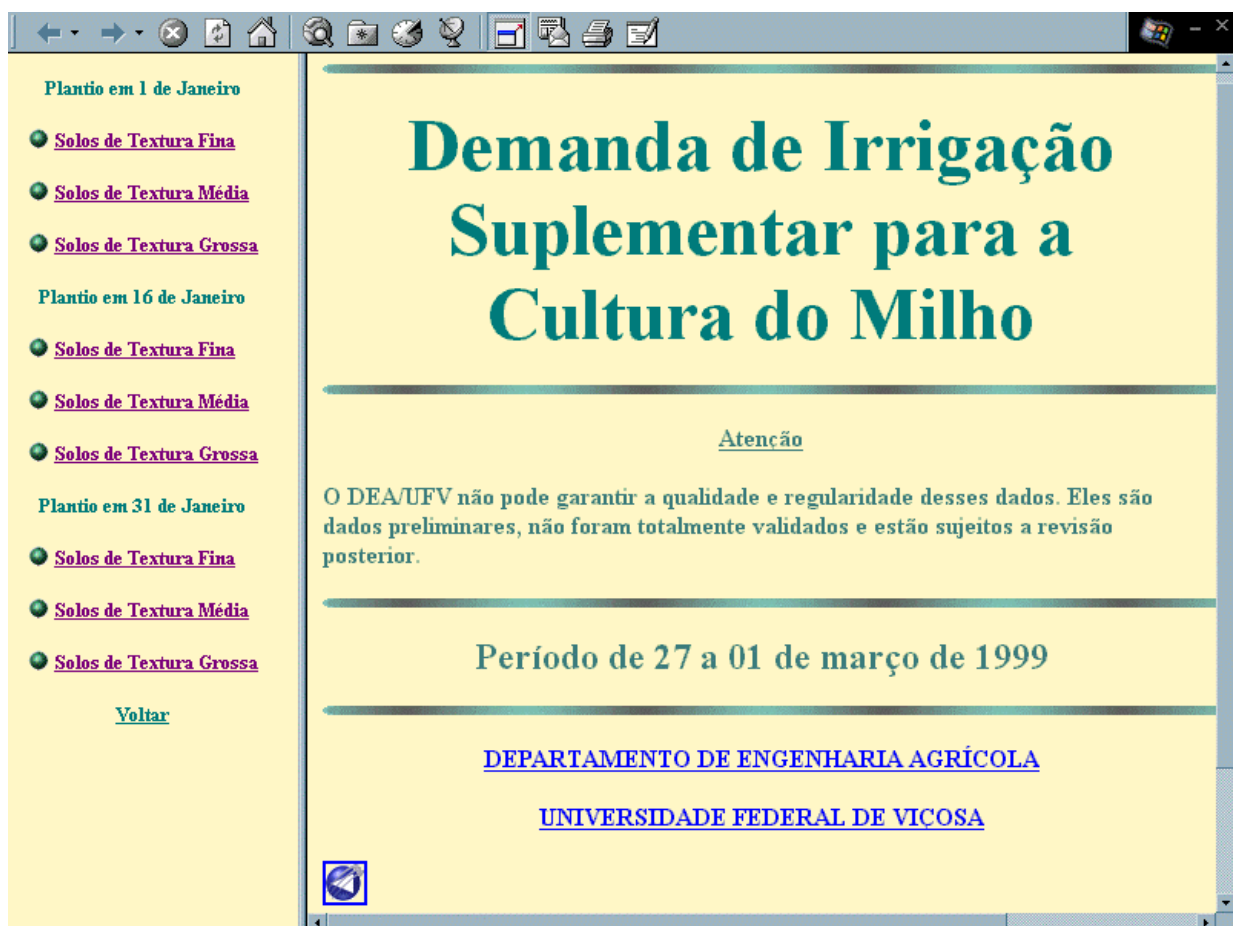 Plantio em 1 de Janeiro
Solos de Textura Fina
Solos de Textura Média
Solos de Textura Grossa
Plantio em 16 de Janeiro
Solos de Textura Fina
Solos de Textura Média
Solos de Textura Grossa
Plantio em 31 de Janeiro
Solos de Textura Fina
Solos de Textura Média
Solos de Textura Grossa
Voltar
Demanda de Irrigação
Suplementar para a
Cultura do Milho
Atenção
O DEA/UFV não pode garantir a qualidade e regularidade desses dados. Eles são
dados preliminares, não foram totalmente validados e estão sujeitos a revisão
posterior.
Período de 27 a 01 de março de 1999
DEPARTAMENTO DE ENGENHARIA AGRÍCOLA
UNIVERSIDADE FEDERAL DE VIÇOSA